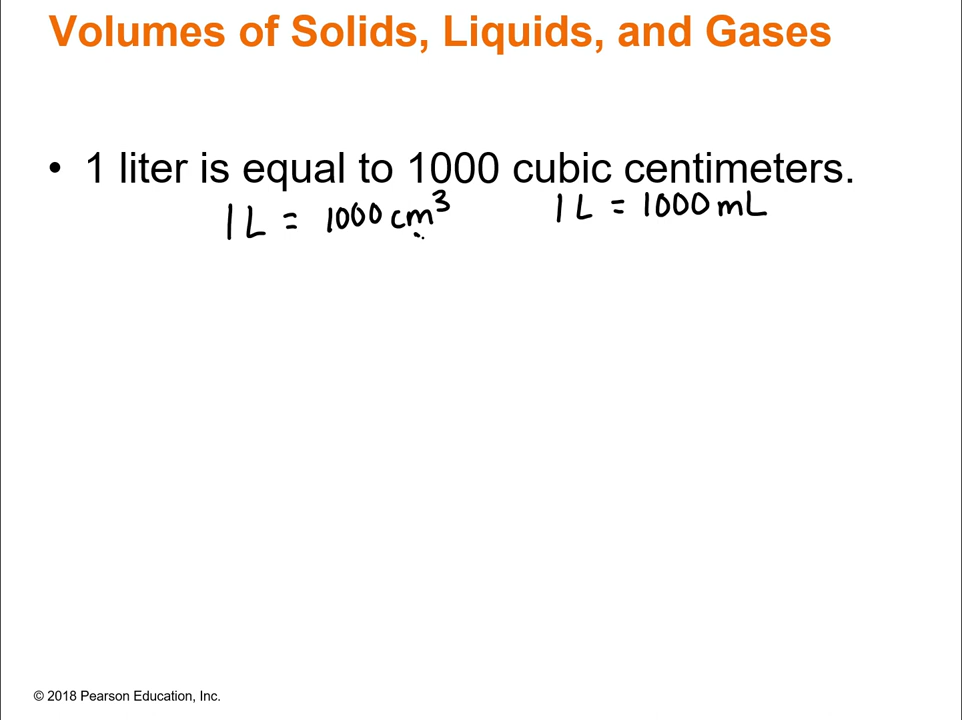 Volumes of Solids, Liquids, and Gases
• 1 liter is equal to 1000 cubic centimeters.
1 L = 1000 cm³ 1 L = 1000 mL
© 2018 Pearson Education, Inc.